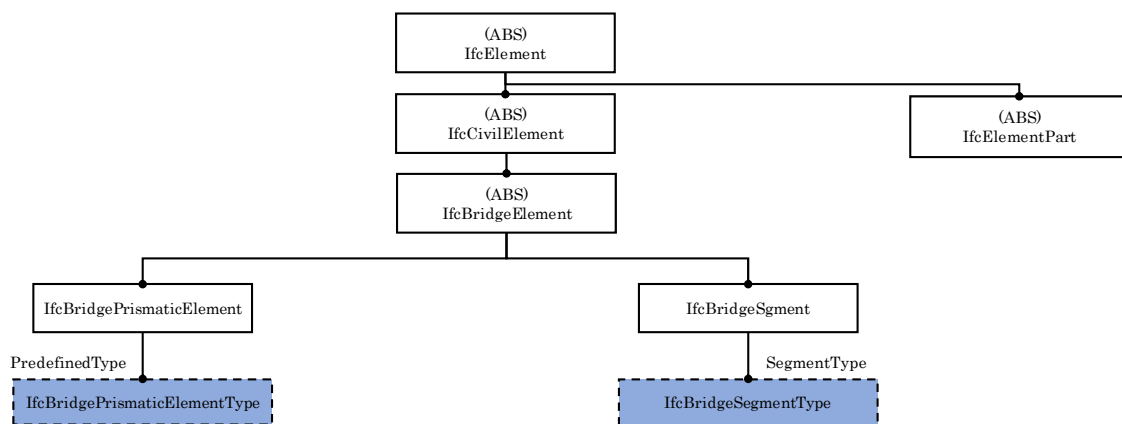 (ABS)
IfcElement
(ABS)
IfcCivilElement
(ABS)
IfcElementPart
(ABS)
IfcBridgeElement
IfcBridgePrismaticElement
IfcBridgeSgment
PredefinedType
SegmentType
IfcBridgePrismaticElementType
IfcBridgeSegmentType